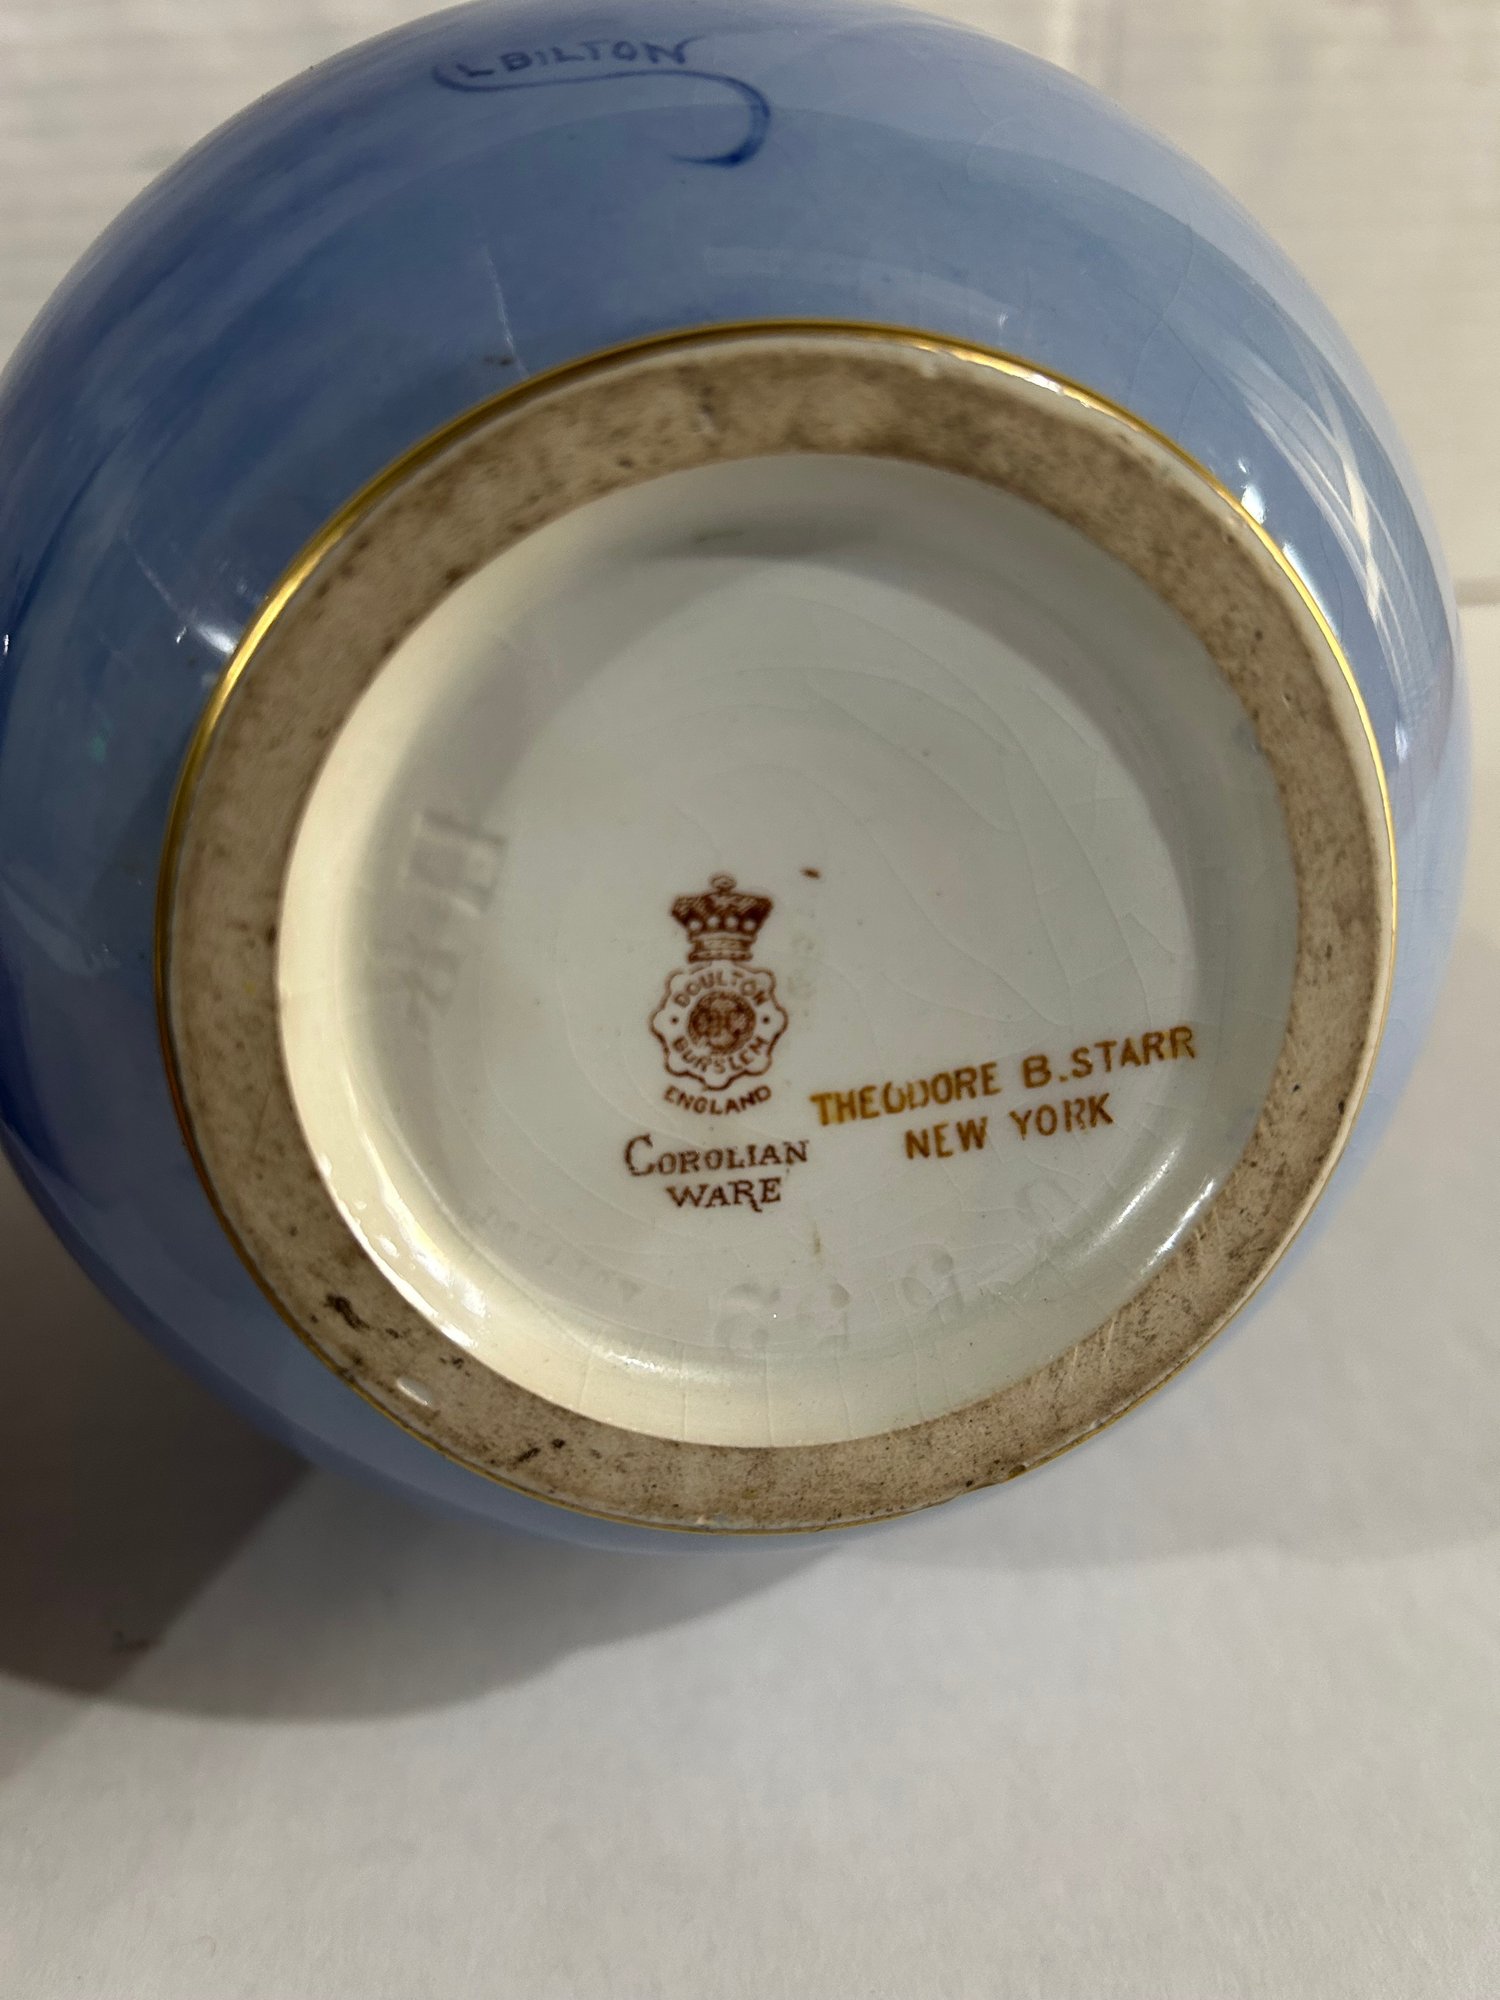 L BILTON
DOULTON
BURSLEM
ENGLAND
COROLIAN
WARE
THEODORE B. STARR
NEW YORK